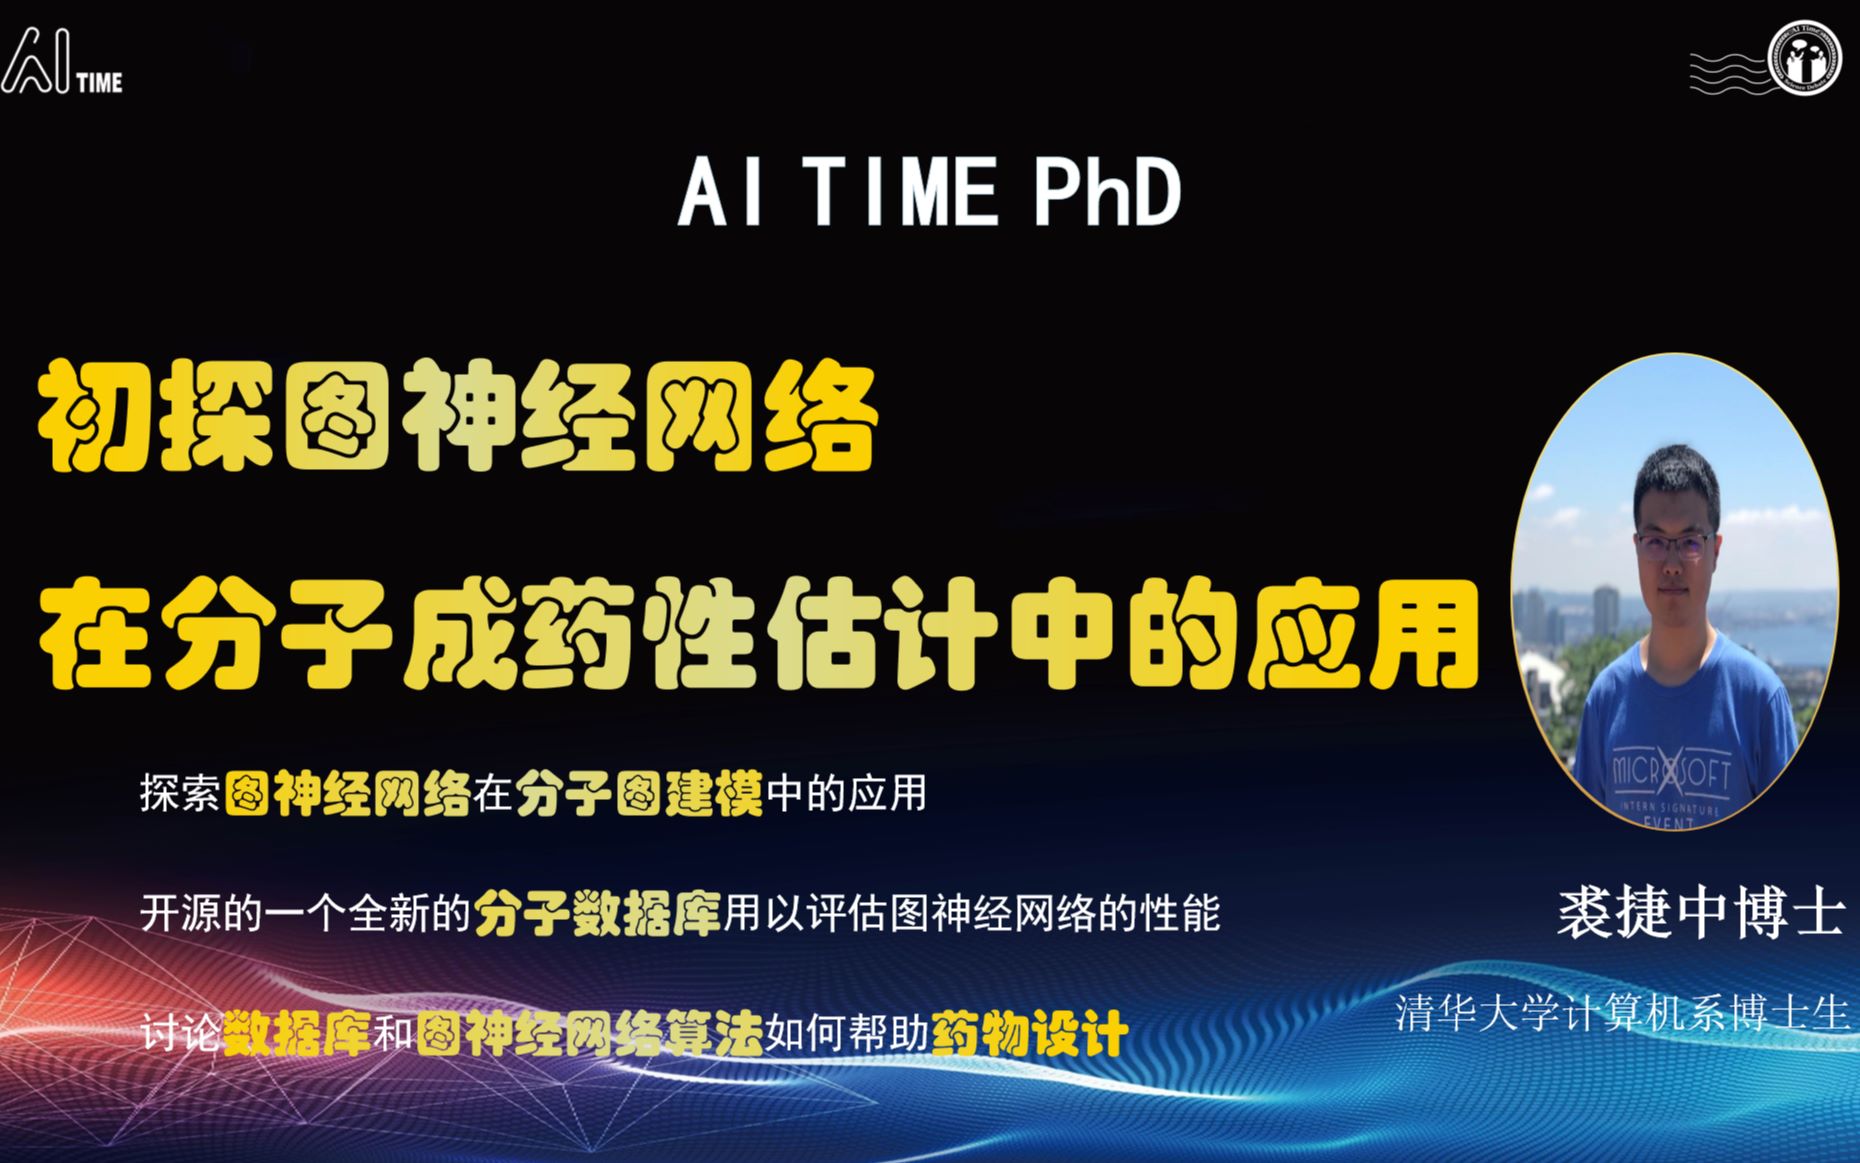 AI TIME
AI Time
Science Debate
AI TIME PhD
初探图神经网络
在分子成药性估计中的应用
探索图神经网络在分子图建模中的应用
开源的一个全新的分子数据库用以评估图神经网络的性能
讨论数据库和图神经网络算法如何帮助药物设计
MICROSOFT
INTERN SIGNATURE
EVENT
裘捷中博士
清华大学计算机系博士生